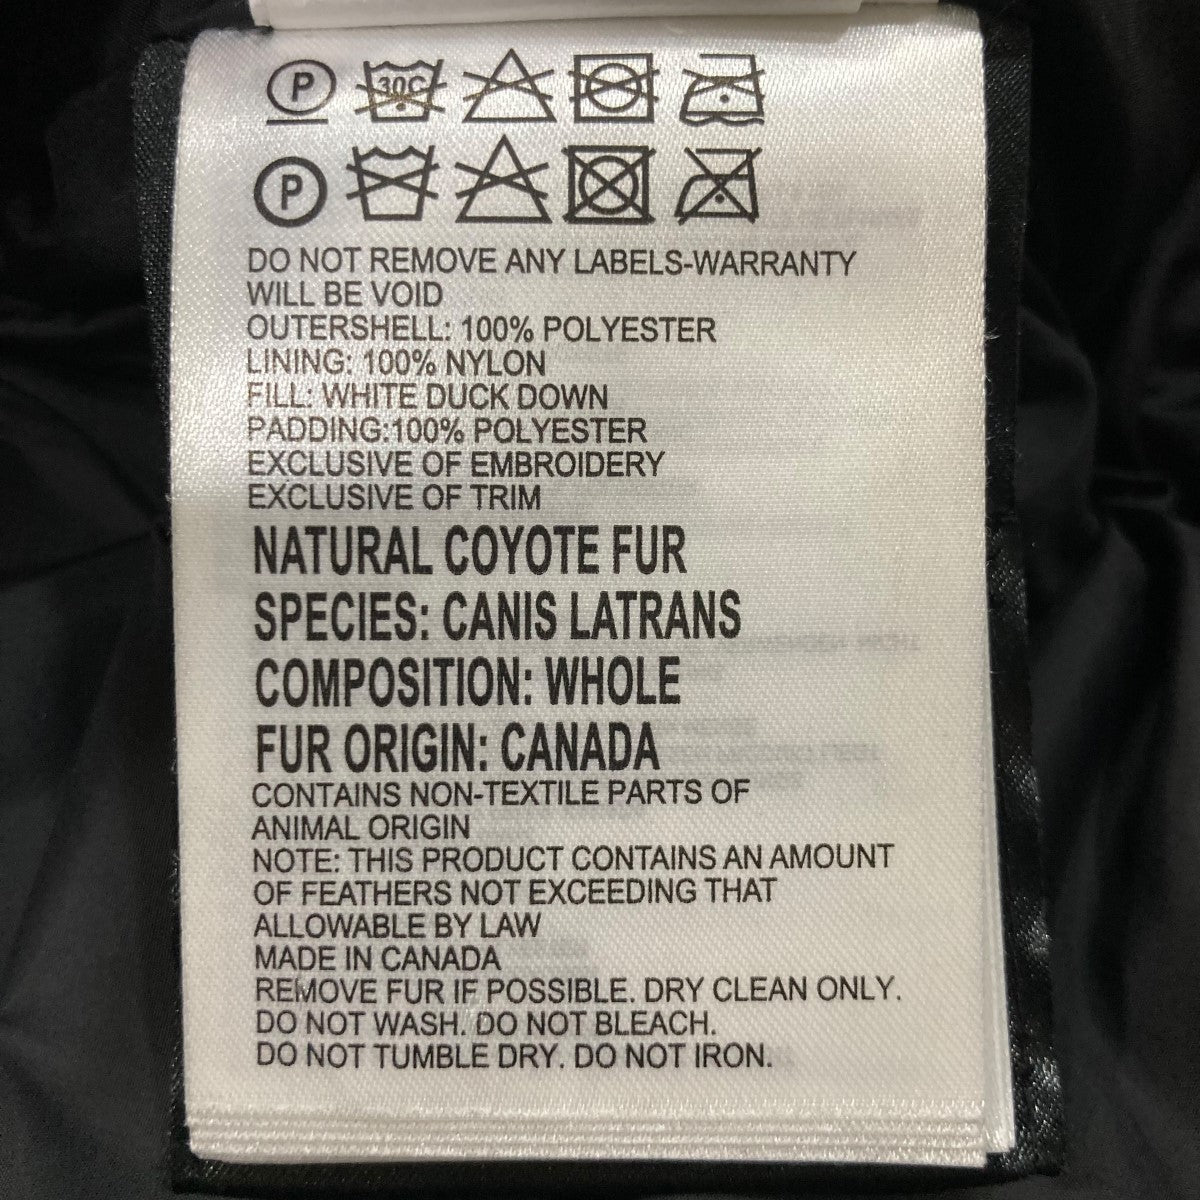 P 30C
P
DO NOT REMOVE ANY LABELS-WARRANTY
WILL BE VOID
OUTERSHELL: 100% POLYESTER
LINING: 100% NYLON
FILL: WHITE DUCK DOWN
PADDING:100% POLYESTER
EXCLUSIVE OF EMBROIDERY
EXCLUSIVE OF TRIM
NATURAL COYOTE FUR
SPECIES: CANIS LATRANS
COMPOSITION: WHOLE
FUR ORIGIN: CANADA
CONTAINS NON-TEXTILE PARTS OF
ANIMAL ORIGIN
NOTE: THIS PRODUCT CONTAINS AN AMOUNT
OF FEATHERS NOT EXCEEDING THAT
ALLOWABLE BY LAW
MADE IN CANADA
REMOVE FUR IF POSSIBLE. DRY CLEAN ONLY.
DO NOT WASH. DO NOT BLEACH.
DO NOT TUMBLE DRY. DO NOT IRON.